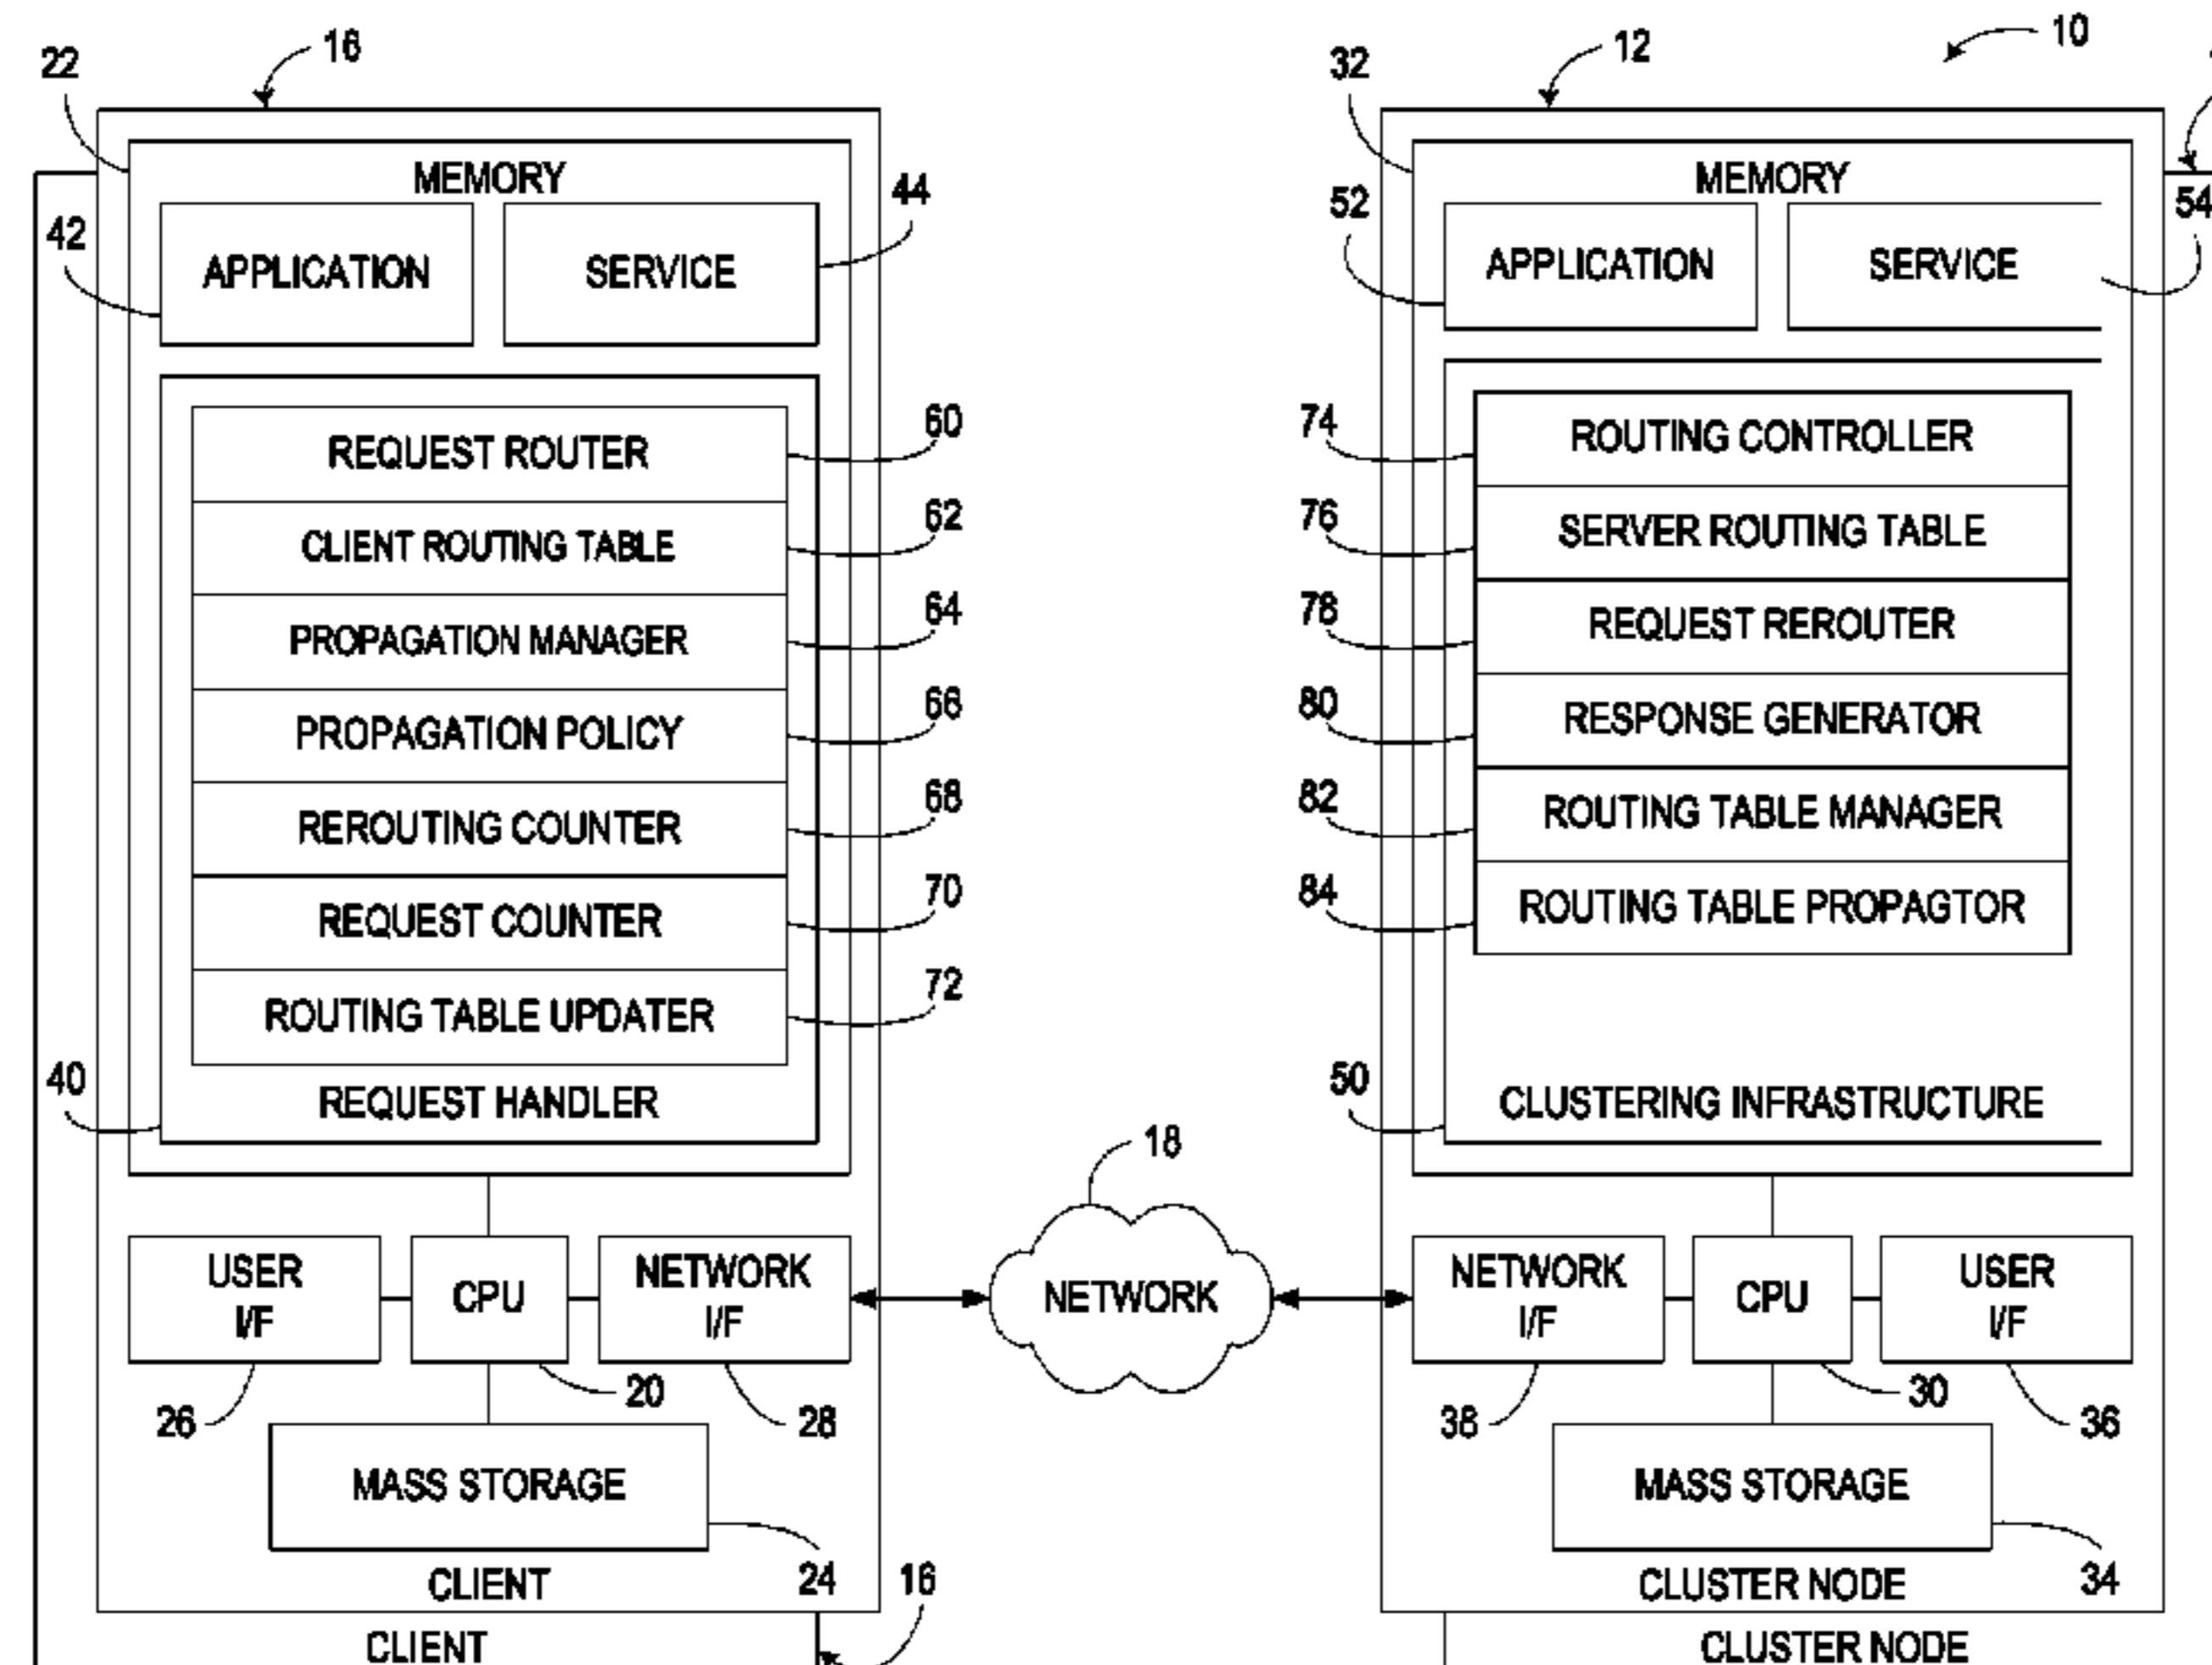 22
16
32
12
10
MEMORY
MEMORY
42
44
52
54
APPLICATION
SERVICE
APPLICATION
SERVICE
REQUEST ROUTER
60
74
ROUTING CONTROLLER
CLIENT ROUTING TABLE
62
76
SERVER ROUTING TABLE
PROPAGATION MANAGER
64
78
REQUEST REROUTER
PROPAGATION POLICY
66
80
RESPONSE GENERATOR
REROUTING COUNTER
68
82
ROUTING TABLE MANAGER
REQUEST COUNTER
70
84
ROUTING TABLE PROPAGTOR
ROUTING TABLE UPDATER
72
40
REQUEST HANDLER
50
CLUSTERING INFRASTRUCTURE
18
USER
I/F
CPU
NETWORK
I/F
NETWORK
NETWORK
I/F
CPU
USER
I/F
26
20
28
38
30
36
MASS STORAGE
MASS STORAGE
24
34
CLIENT
16
CLUSTER NODE
CLIENT
CLUSTER NODE